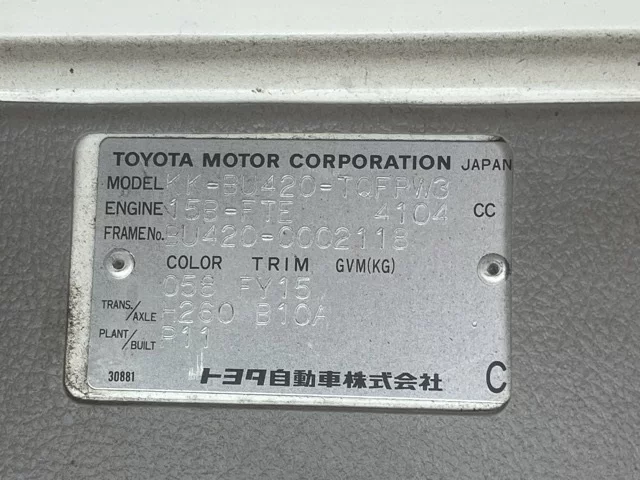 TOYOTA MOTOR CORPORATION JAPAN
MODEL KK-BU420-TQFPW3
ENGINE 15B-FTE 4104 CC
FRAME No. BU420-0002118
COLOR TRIM GVM(KG)
056 FY15
TRANS./AXLE H260 B10A
PLANT/BUILT P11
30881 トヨタ自動車株式会社 C